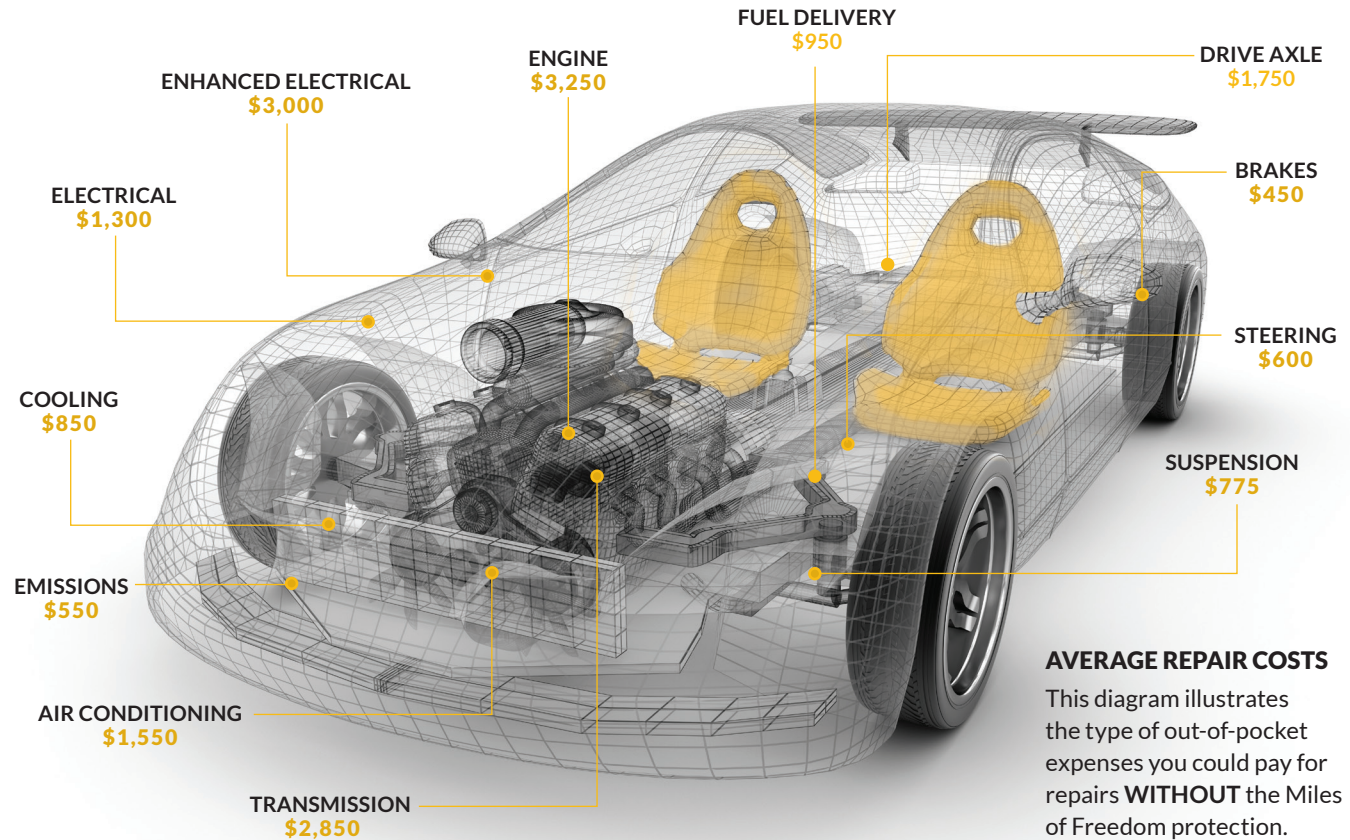 FUEL DELIVERY
$950
ENGINE
$3,250
DRIVE AXLE
$1,750
ENHANCED ELECTRICAL
$3,000
BRAKES
$450
ELECTRICAL
$1,300
STEERING
$600
COOLING
$850
SUSPENSION
$775
EMISSIONS
$550
AIR CONDITIONING
$1,550
TRANSMISSION
$2,850
AVERAGE REPAIR COSTS
This diagram illustrates
the type of out-of-pocket
expenses you could pay for
repairs WITHOUT the Miles
of Freedom protection.